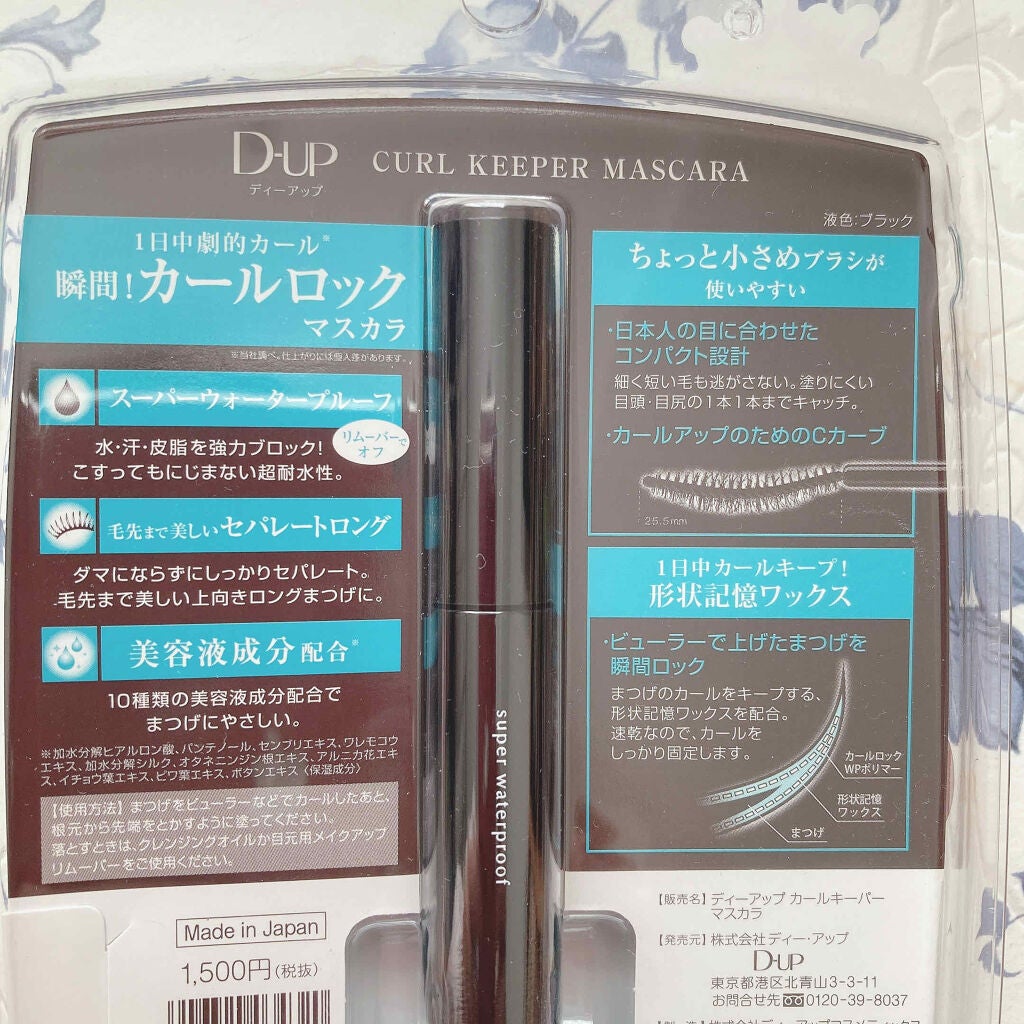 D-UP
ディーアップ
CURL KEEPER MASCARA
1日中劇的カール※
瞬間!カールロック
マスカラ
※当社調べ。仕上がりには個人差があります。
スーパーウォータープルーフ
水・汗・皮脂を強力ブロック!
こすってもにじまない超耐水性。
リムーバーで
オフ
毛先まで美しいセパレートロング
ダマにならずにしっかりセパレート。
毛先まで美しい上向きロングまつげに。
美容液成分配合※
10種類の美容液成分配合で
まつげにやさしい。
※加水分解ヒアルロン酸、パンテノール、センブリエキス、ワレモコウ
エキス、加水分解シルク、オタネニンジン根エキス、アルニカ花エキ
ス、イチョウ葉エキス、ビワ葉エキス、ボタンエキス〈保湿成分〉
【使用方法】まつげをビューラーなどでカールしたあと、
根元から先端をとかすように塗ってください。
落とすときは、クレンジングオイルか目元用メイクアップ
リムーバーをご使用ください。
Made in Japan
1,500円(税抜)
super waterproof
液色:ブラック
ちょっと小さめブラシが
使いやすい
・日本人の目に合わせた
コンパクト設計
細く短い毛も逃がさない。塗りにくい
目頭・目尻の1本1本までキャッチ。
・カールアップのためのCカーブ
25.5mm
1日中カールキープ!
形状記憶ワックス
・ビューラーで上げたまつげを
瞬間ロック
まつげのカールをキープする、
形状記憶ワックスを配合。
速乾なので、カールを
しっかり固定します。
カールロック
WPポリマー
形状記憶
ワックス
まつげ
【販売名】ディーアップ カールキーパー
マスカラ
【発売元】株式会社ディー・アップ
D-UP
東京都港区北青山3-3-11
お問合せ先 0120-39-8037
株式会社ディーアップコスメティックス